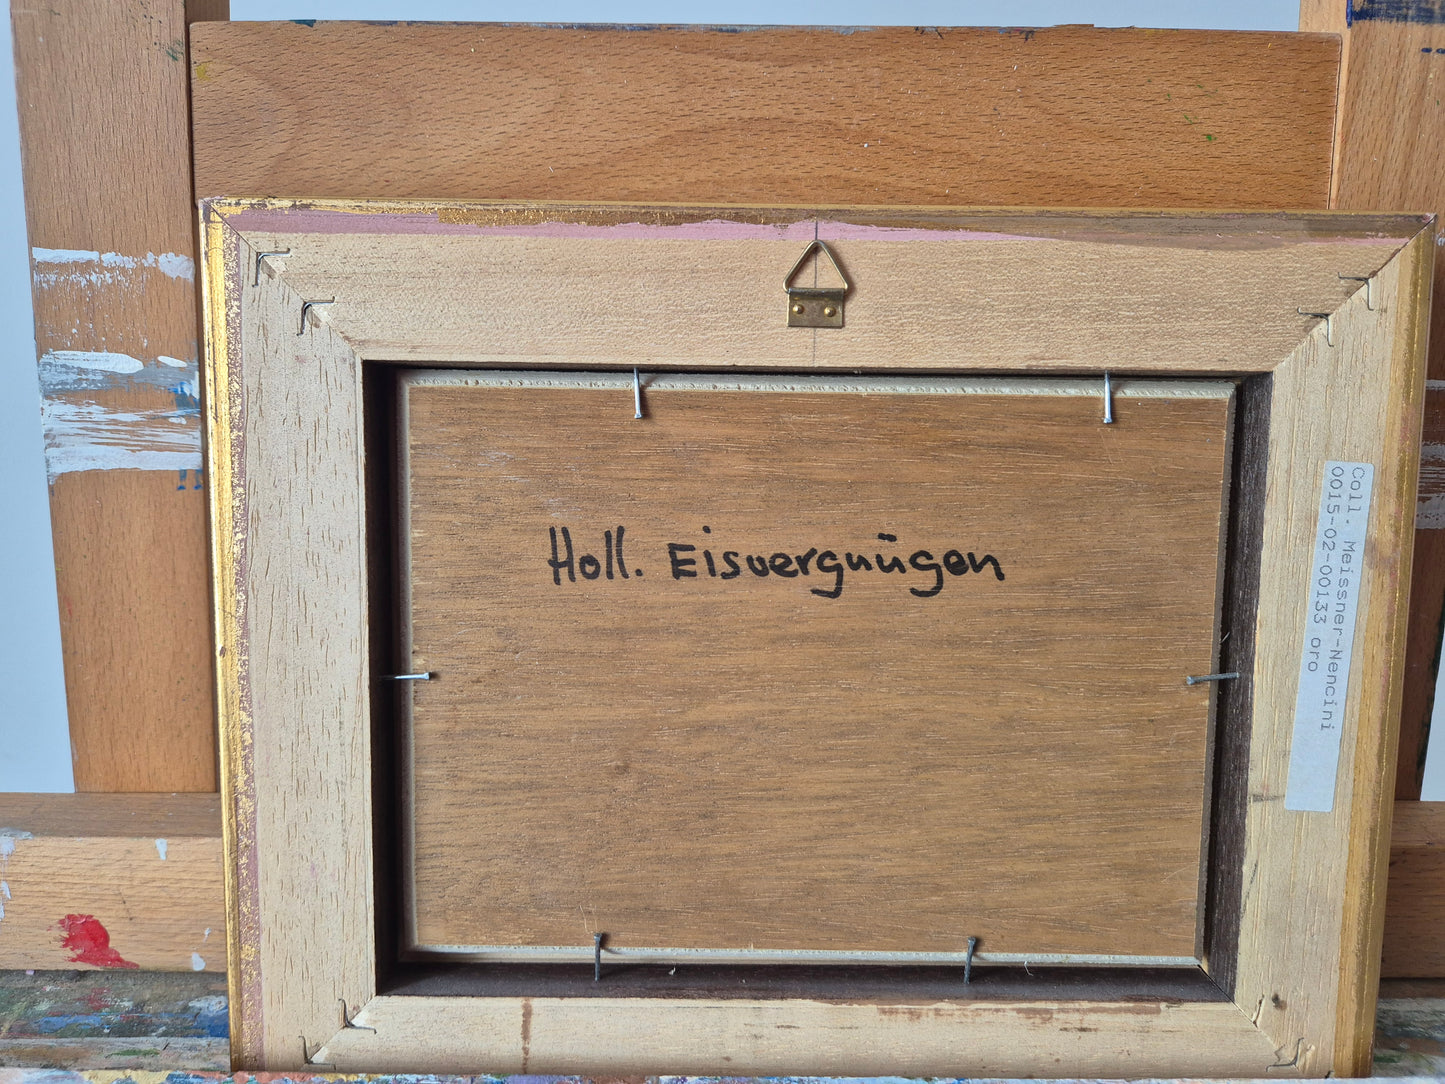 Holl. Eisvergnügen
Coll. Meissner-Nencini
0015-02-00133 oro